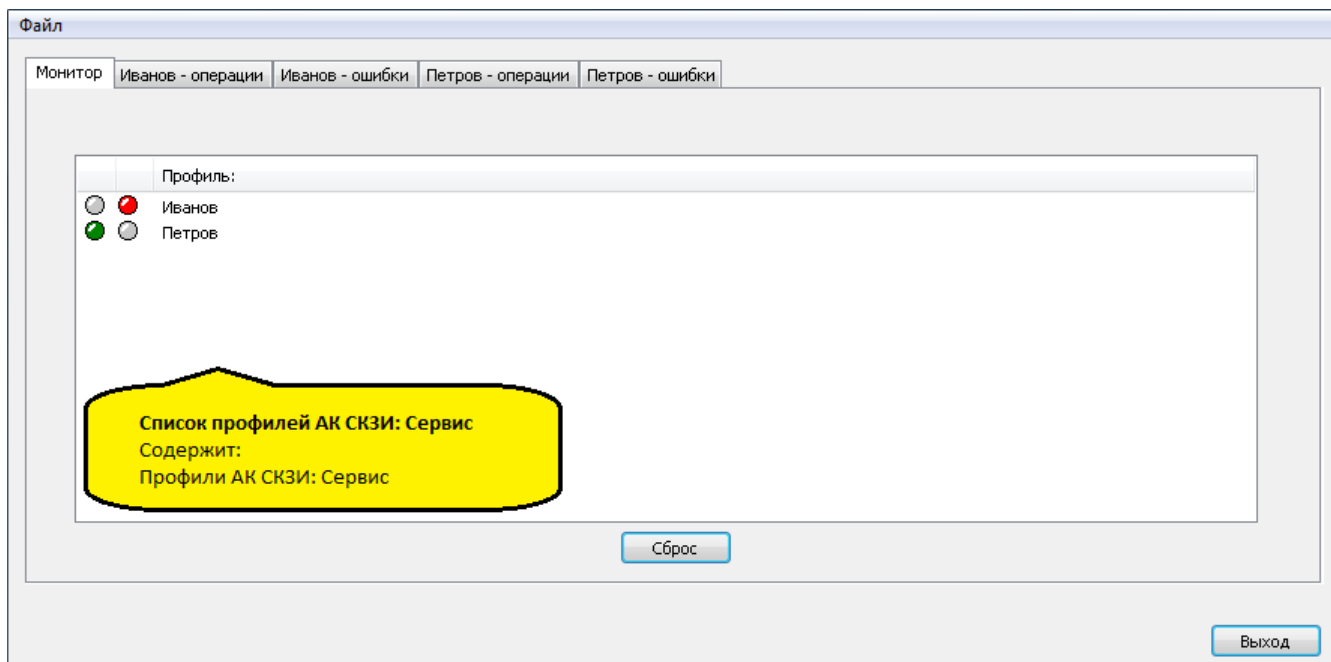 Файл
Монитор Иванов - операции Иванов - ошибки Петров - операции Петров - ошибки
Профиль:
Иванов
Петров
Список профилей АК СКЗИ: Сервис
Содержит:
Профили АК СКЗИ: Сервис
Сброс
Выход